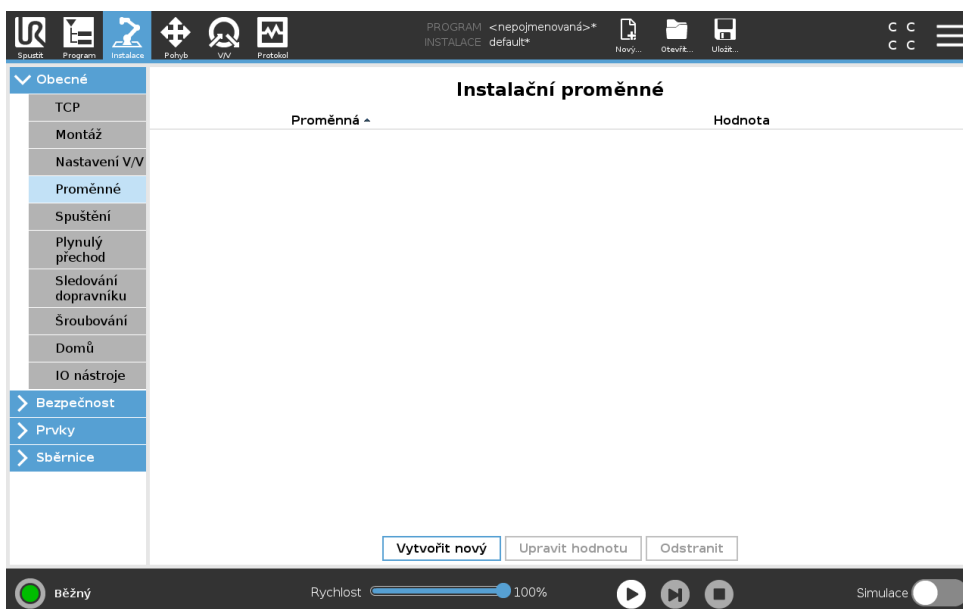 UR
PROGRAM <nepojmenovaná>*
INSTALACE default*
C C
C C
Spustit Program Instalace Pohyb V/V Protokol Nový... Otevřít... Uložit...
Obecné
TCP
Montáž
Nastavení V/V
Proměnné
Spuštění
Plynulý
přechod
Sledování
dopravníku
Šroubování
Domů
IO nástroje
Bezpečnost
Prvky
Sběrnice
Instalační proměnné
Proměnná Hodnota
Vytvořit nový Upravit hodnotu Odstranit
Běžný Rychlost 100% Simulace